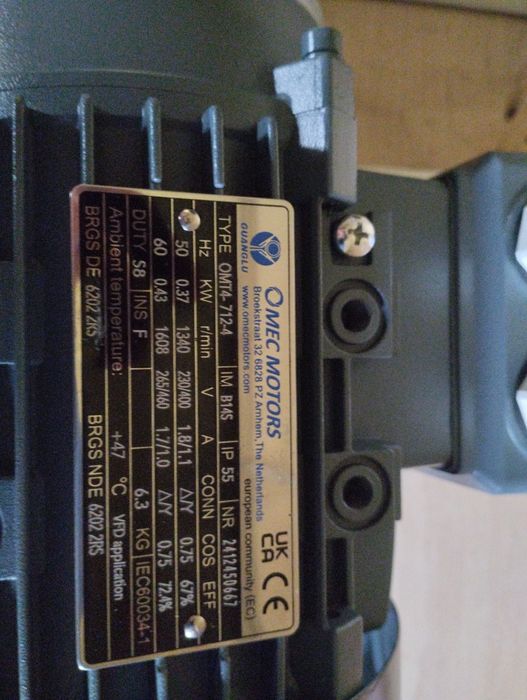 GUANGLU
OMEC MOTORS
Broekstraat 32 6828 PZ Arnhem, The Netherlands
www.omecmotors.com european community (EC)
UK CA CE
TYPE OMT4-712-4 IM B14S IP 55 NR 2412450667
Hz KW r/min V A CONN COS EFF
50 0.37 1340 230/400 1.8/1.1 Δ/Y 0.75 67%
60 0.43 1608 265/460 1.7/1.0 Δ/Y 0.75 72.4%
DUTY S8 INS F 6.3 KG IEC60034-1
Ambient temperature: +47 °C VFD application.
BRGS DE 6202 2RS BRGS NDE 6202 2RS